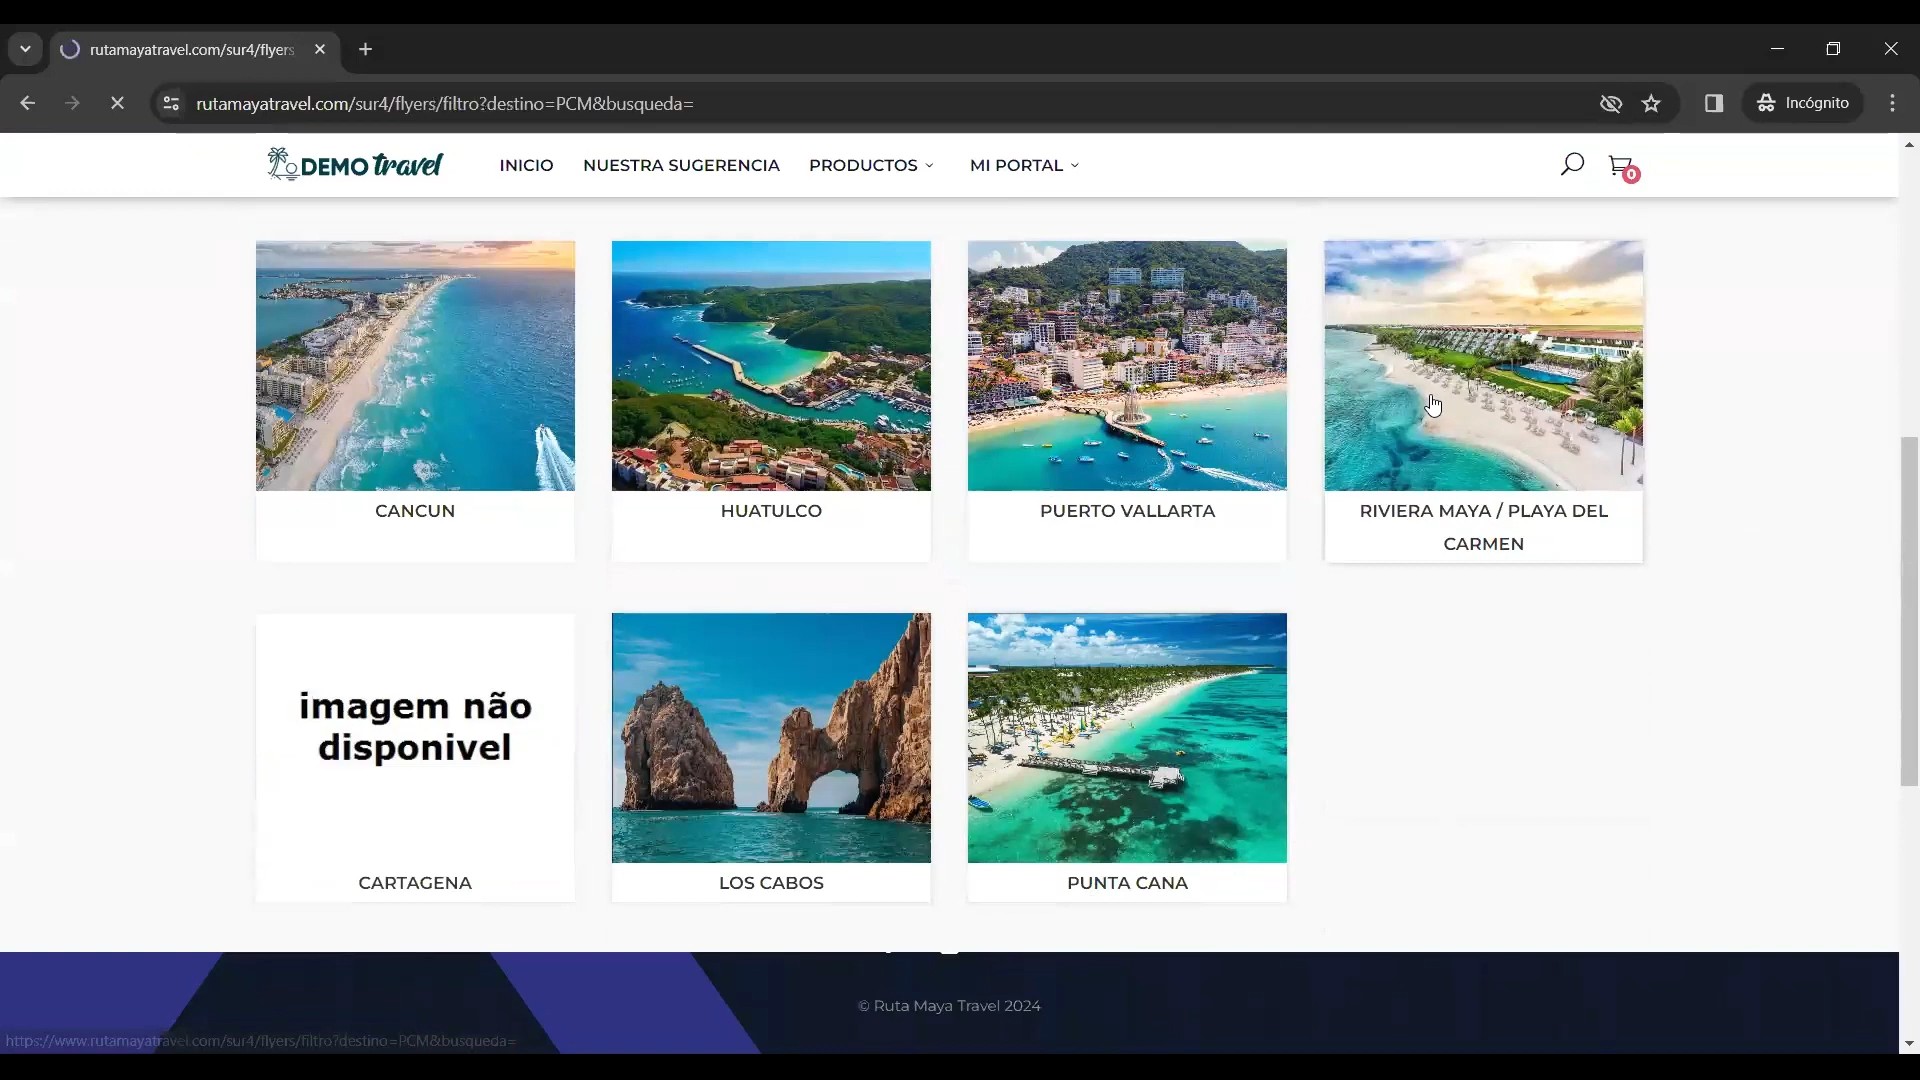 rutamayatravel.com/sur4/flyers
rutamayatravel.com/sur4/flyers/filtro?destino=PCM&busqueda=
Incógnito
DEMO travel
INICIO
NUESTRA SUGERENCIA
PRODUCTOS
MI PORTAL
0
CANCUN
HUATULCO
PUERTO VALLARTA
RIVIERA MAYA / PLAYA DEL
CARMEN
imagem não
disponivel
CARTAGENA
LOS CABOS
PUNTA CANA
© Ruta Maya Travel 2024
https://www.rutamayatravel.com/sur4/flyers/filtro?destino=PCM&busqueda=